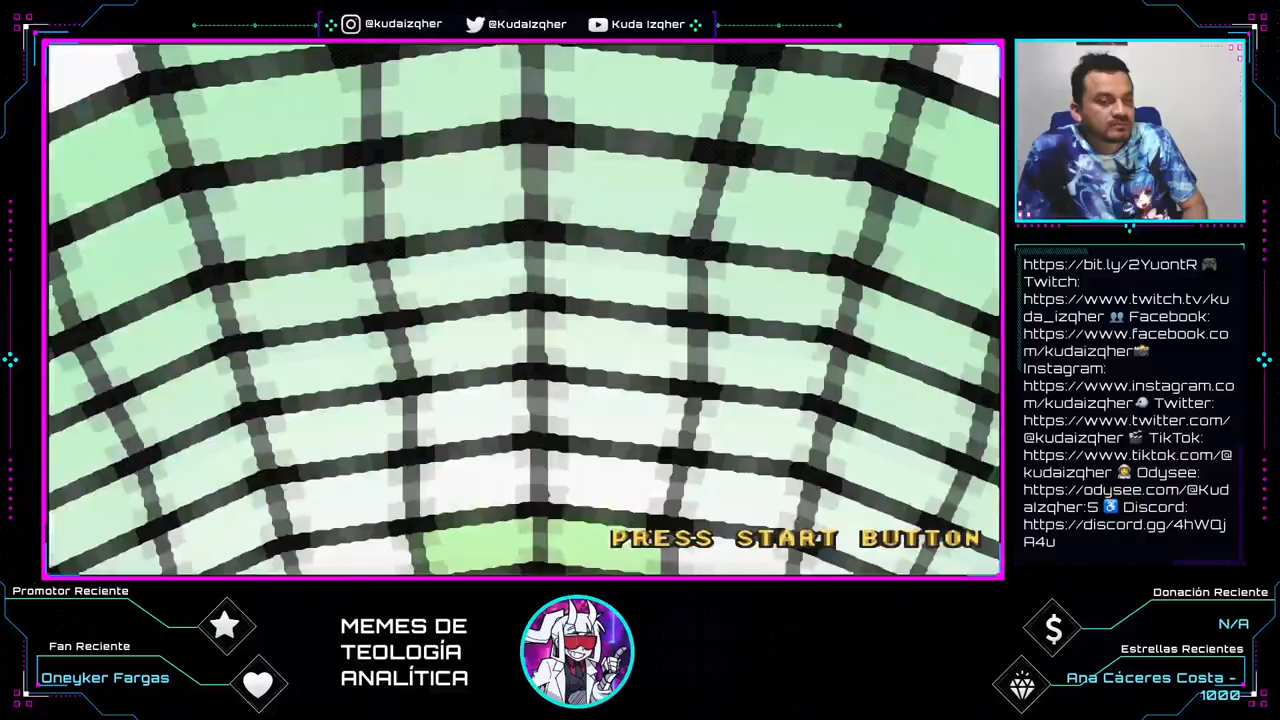 @kudaizqher
@Kudaizqher
Kuda Izqher
PRESS START BUTTON
https://bit.ly/2YuontR 🎮
Twitch:
https://www.twitch.tv/ku
da_izqher 👥 Facebook:
https://www.facebook.co
m/kudaizqher📸
Instagram:
https://www.instagram.co
m/kudaizqher🐦 Twitter:
https://www.twitter.com/
@kudaizqher 🎬 TikTok:
https://www.tiktok.com/@
kudaizqher 👩‍🚀 Odysee:
https://odysee.com/@Kud
aIzqher:5 ♿ Discord:
https://discord.gg/4hWQj
A4u
Promotor Reciente
Fan Reciente
Oneyker Fargas
MEMES DE
TEOLOGÍA
ANALÍTICA
Donación Reciente
N/A
Estrellas Recientes
Ana Cáceres Costa -
1000